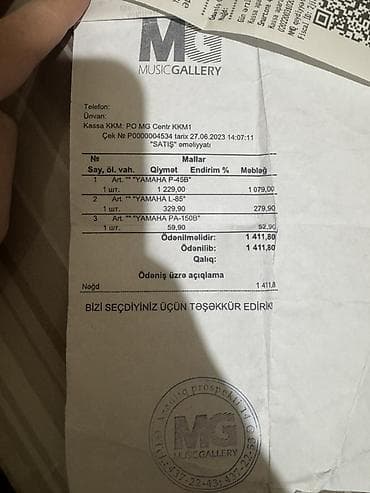 MG
MUSICGALLERY
Telefon:
Ünvan:
Kassa KKM: PO MG Centr KKM1
Çek № P0000004534 tarix 27.06.2023 14:07:11
"SATIŞ" əməliyyatı
№ Mallar
Say, öl. vah. Qiymət Endirim % Məbləğ
1 Art. "" "YAMAHA P-45B"
1 шт. 1 229,00 1 079,00
2 Art. "" "YAMAHA L-85"
1 шт. 329,90 279,90
3 Art. "" "YAMAHA PA-150B"
1 шт. 59,90 52,90
Ödənilməlidir: 1 411,80
Ödənilib: 1 411,80
Qalıq:
Ödəniş üzrə açıqlama
Nəğd 1 411,8
BİZİ SEÇDİYİNİZ ÜÇÜN TƏŞƏKKÜR EDİRİK!
MG
MUSICGALLERY